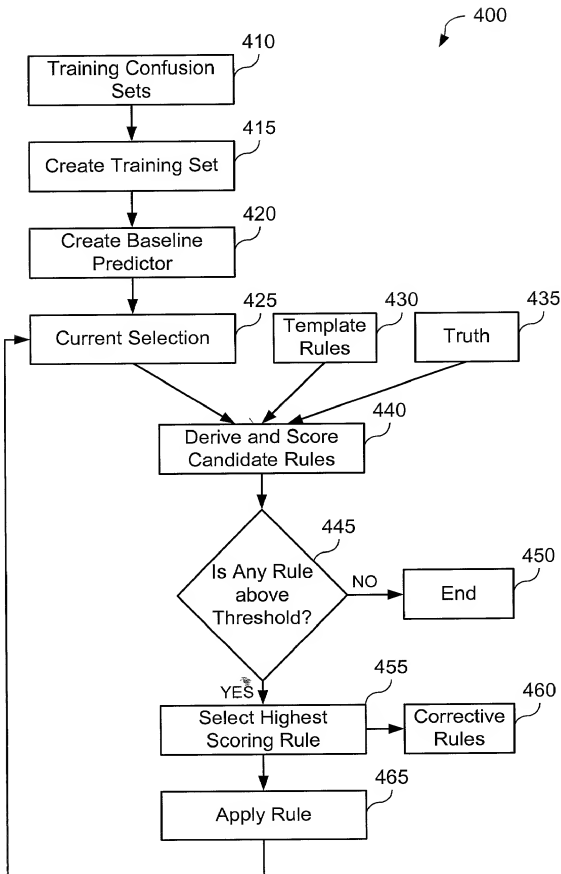 400
410
Training Confusion
Sets
415
Create Training Set
420
Create Baseline
Predictor
425
Current Selection
430
Template
Rules
435
Truth
440
Derive and Score
Candidate Rules
445
Is Any Rule
above
Threshold?
NO
450
End
YES
455
Select Highest
Scoring Rule
460
Corrective
Rules
465
Apply Rule